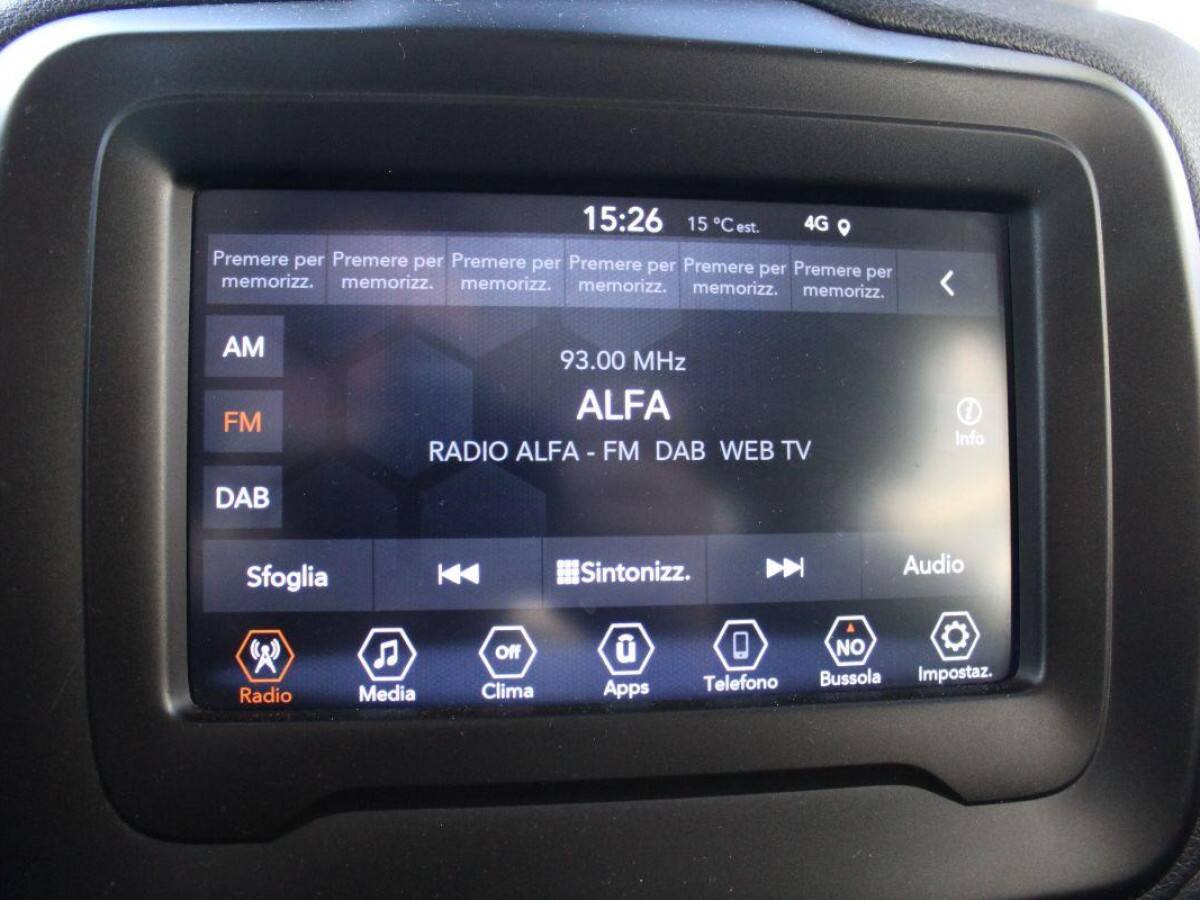 15:26 15 °C est. 4G
Premere per memorizz.
Premere per memorizz.
Premere per memorizz.
Premere per memorizz.
Premere per memorizz.
Premere per memorizz.
AM
93.00 MHz
ALFA
FM
Info
RADIO ALFA - FM DAB WEB TV
DAB
Sfoglia
Sintonizz.
Audio
Radio
Media
Off
Clima
ū
Apps
Telefono
NO
Bussola
Impostaz.